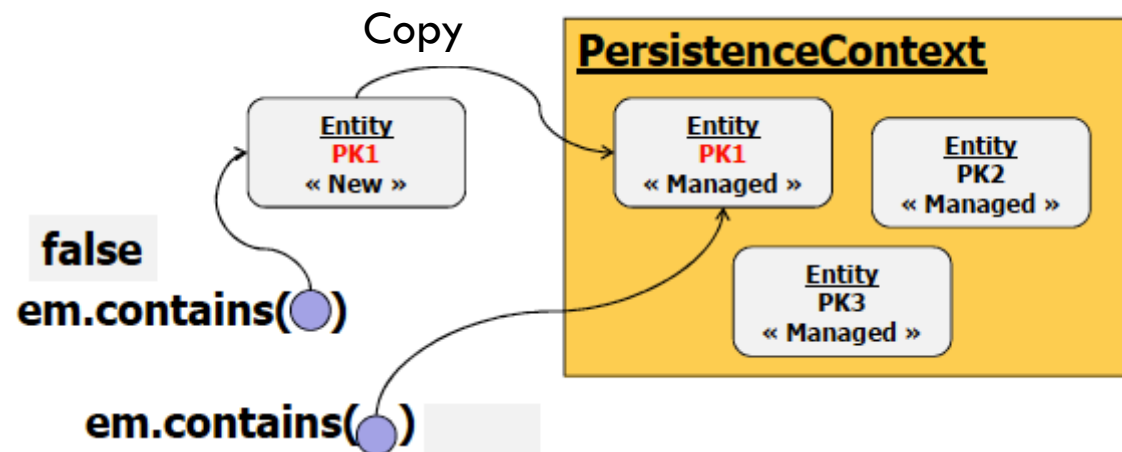 Copy
PersistenceContext
Entity
PK1
« New »
Entity
PK1
« Managed »
Entity
PK2
« Managed »
Entity
PK3
« Managed »
false
em.contains( )
em.contains( )